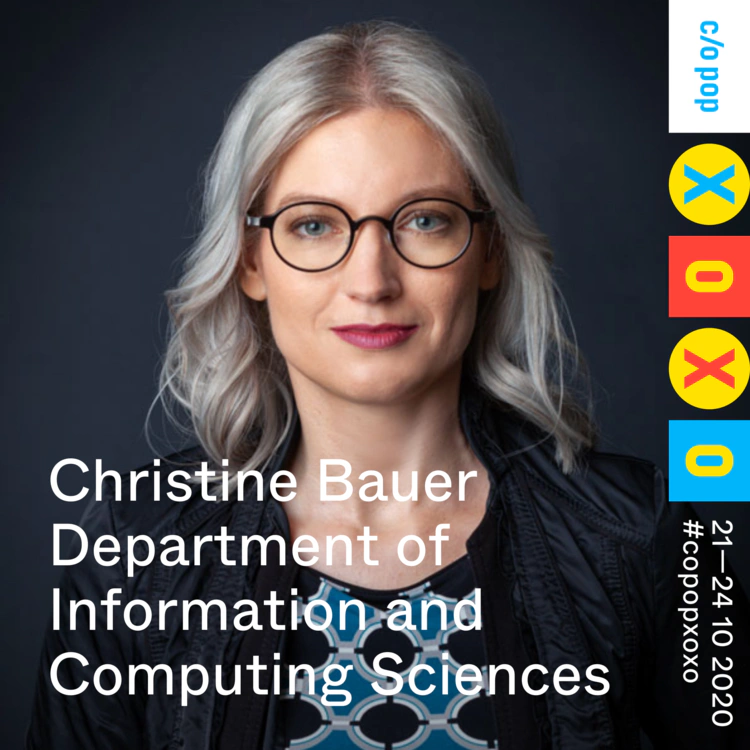 Christine Bauer
Department of
Information and
Computing Sciences
c/o pop
X
O
X
O
21—24 10 2020
#copopxoxo